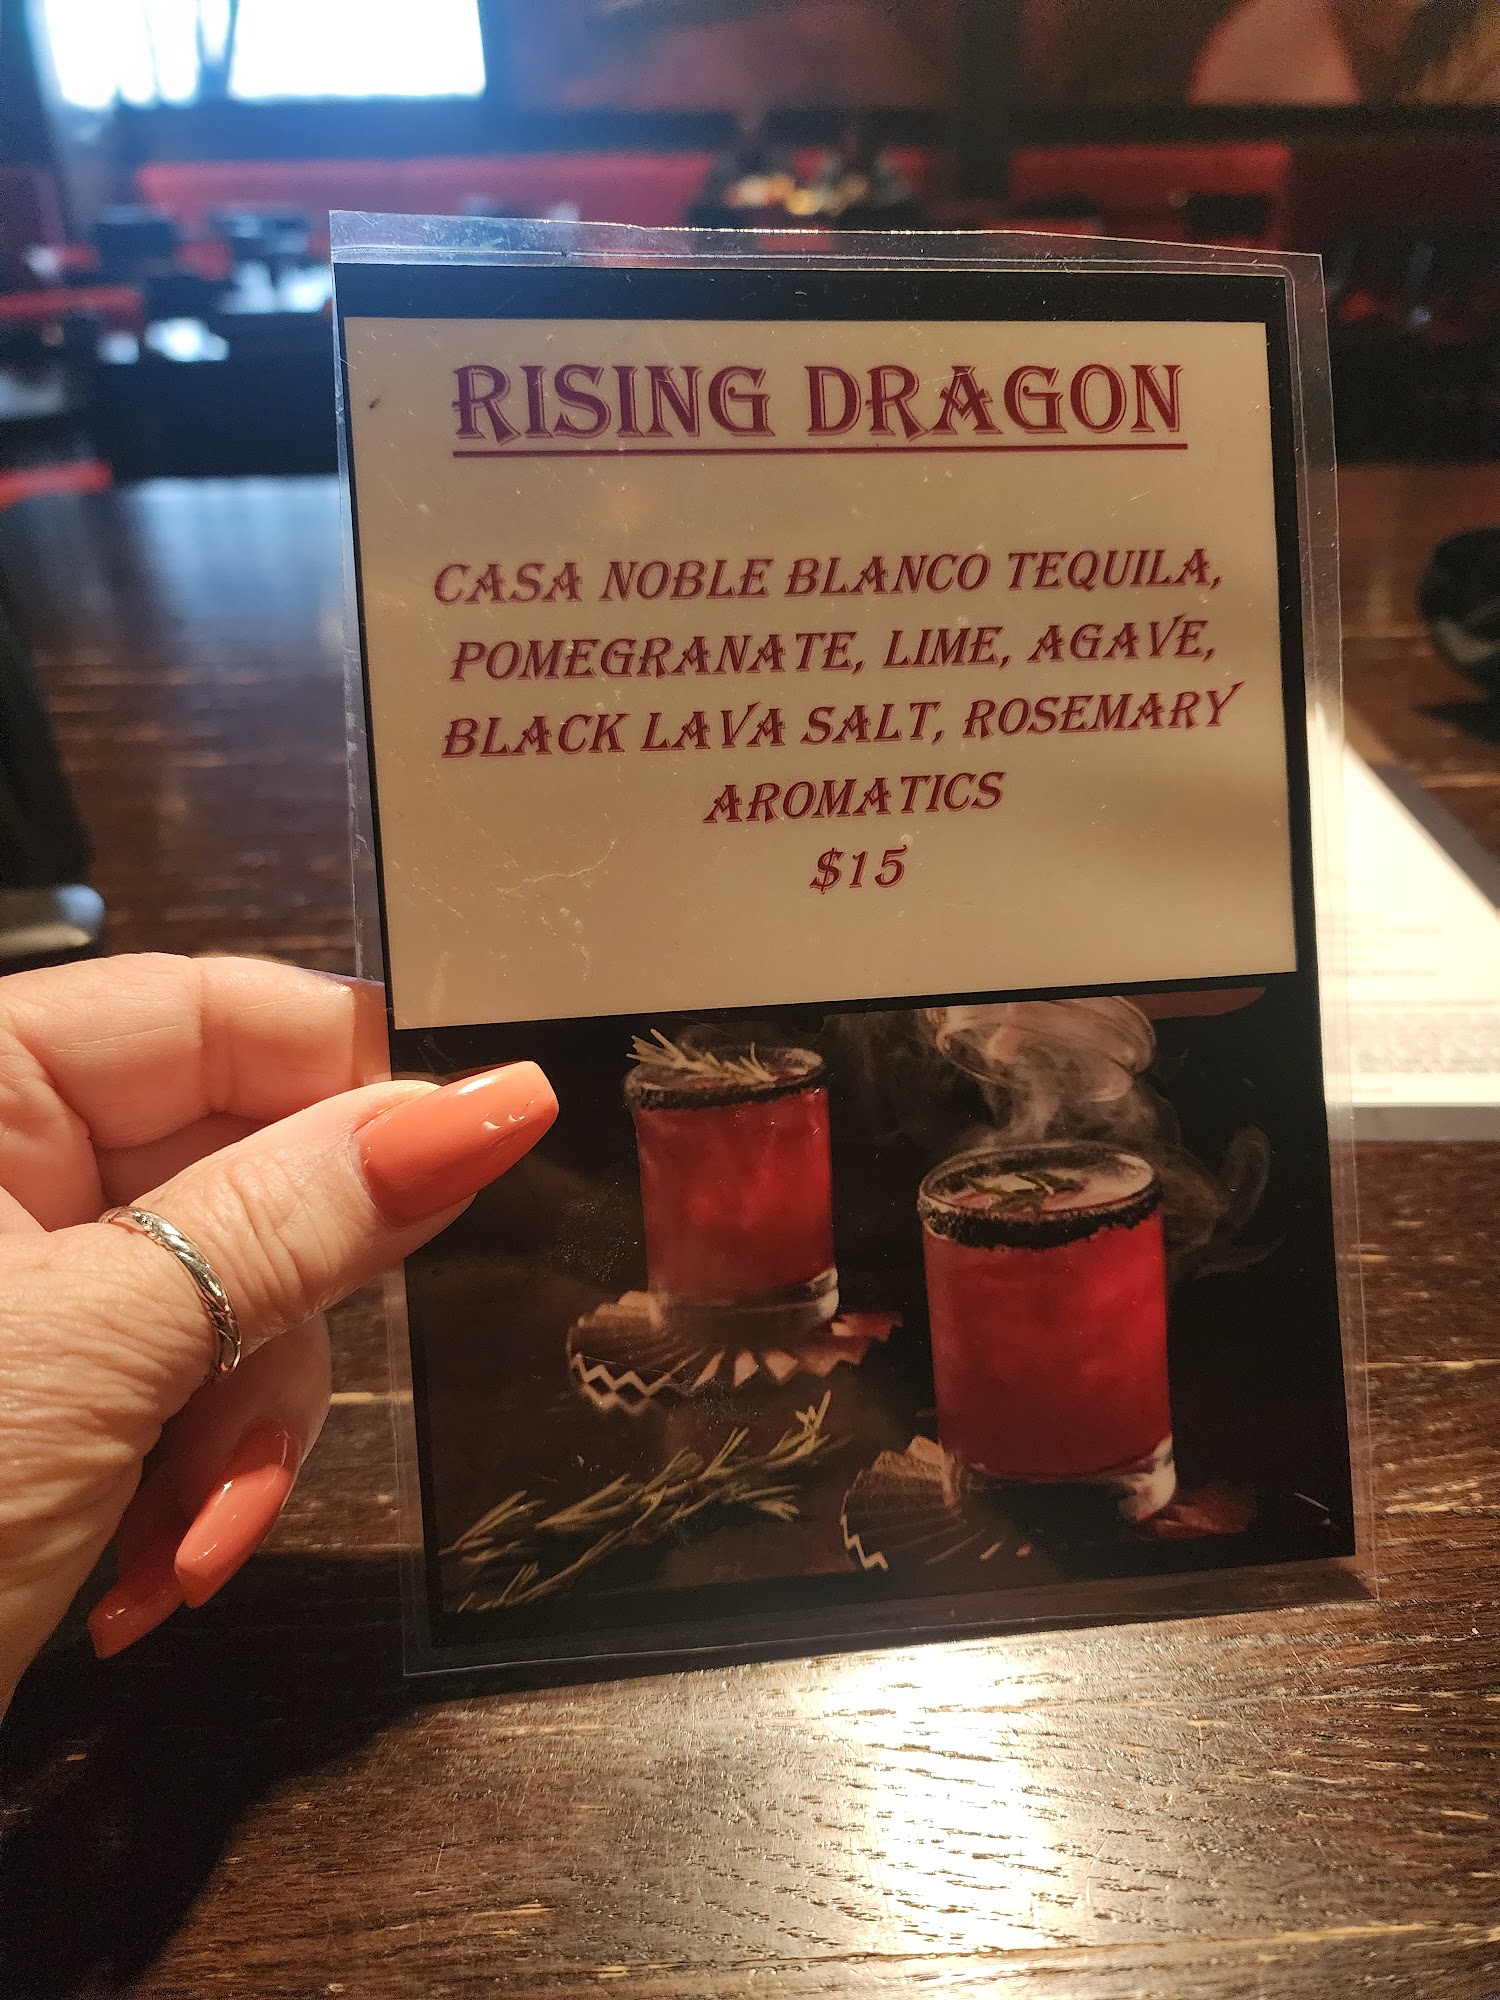 RISING DRAGON
CASA NOBLE BLANCO TEQUILA,
POMEGRANATE, LIME, AGAVE,
BLACK LAVA SALT, ROSEMARY
AROMATICS
$15